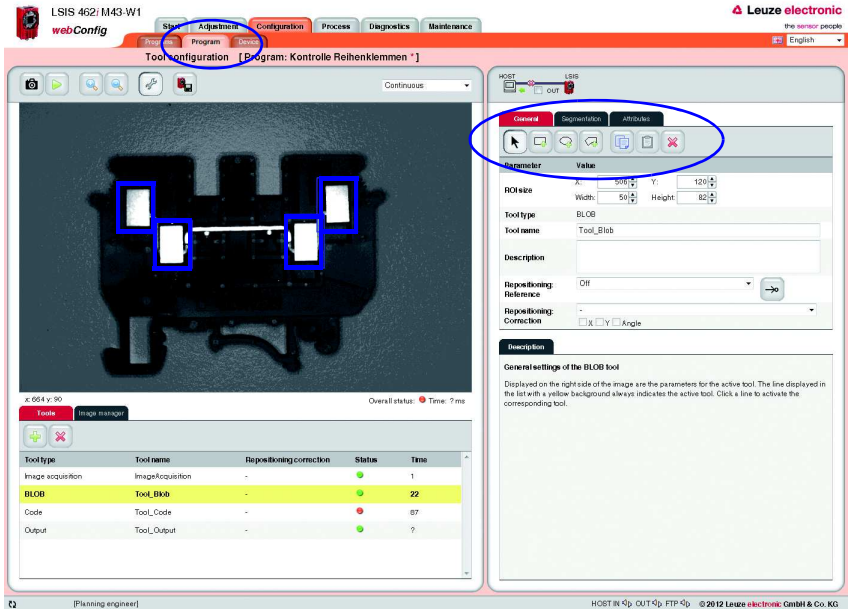 LSIS 462i M43-W1
webConfig
Leuze electronic
the sensor people
Start Adjustment Configuration Process Diagnostics Maintenance
Programs Program Device
English
Tool configuration [Program: Kontrolle Reihenklemmen *]
Continuous
HOST LSIS
OUT
General Segmentation Attributes
Parameter Value
ROI size X: 506 Y: 120
Width: 50 Height: 82
Tool type BLOB
Tool name Tool_Blob
Description
Repositioning: Reference Off
Repositioning: Correction -
X Y Angle
Description
General settings of the BLOB tool
Displayed on the right side of the image are the parameters for the active tool. The line displayed in
the list with a yellow background always indicates the active tool. Click a line to activate the
corresponding tool.
x: 664 y: 90
Overall status: Time: ? ms
Tools Image manager
Tool type Tool name Repositioning correction Status Time
Image acquisition ImageAcquisition - 1
BLOB Tool_Blob - 22
Code Tool_Code - 67
Output Tool_Output - ?
[Planning engineer]
HOST IN OUT FTP © 2012 Leuze electronic GmbH & Co. KG